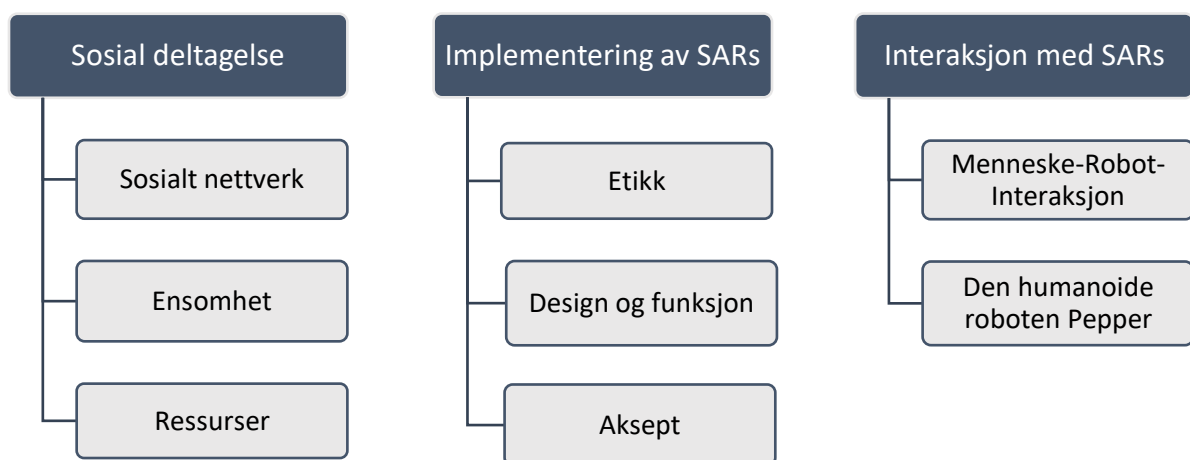 Sosial deltagelse
Sosialt nettverk
Ensomhet
Ressurser
Implementering av SARs
Etikk
Design og funksjon
Aksept
Interaksjon med SARs
Menneske-Robot-
Interaksjon
Den humanoide
roboten Pepper